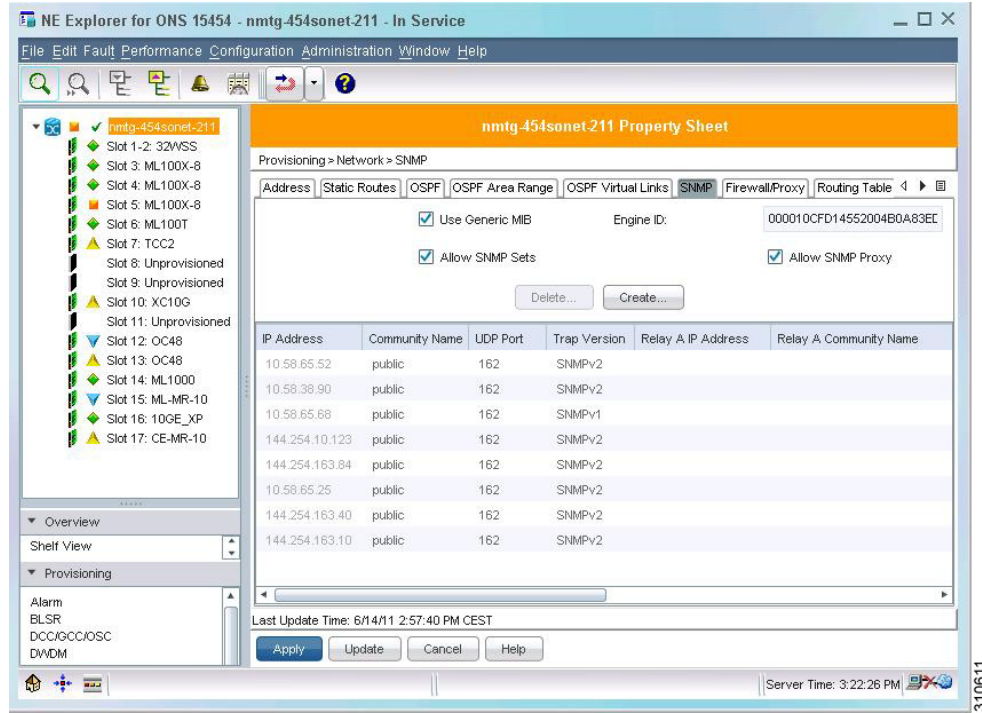 NE Explorer for ONS 15454 - nmtg-454sonet-211 - In Service
File Edit Fault Performance Configuration Administration Window Help
nmtg-454sonet-211
Slot 1-2: 32WSS
Slot 3: ML100X-8
Slot 4: ML100X-8
Slot 5: ML100X-8
Slot 6: ML100T
Slot 7: TCC2
Slot 8: Unprovisioned
Slot 9: Unprovisioned
Slot 10: XC10G
Slot 11: Unprovisioned
Slot 12: OC48
Slot 13: OC48
Slot 14: ML1000
Slot 15: ML-MR-10
Slot 16: 10GE_XP
Slot 17: CE-MR-10
Overview
Shelf View
Provisioning
Alarm
BLSR
DCC/GCC/OSC
DWDM
nmtg-454sonet-211 Property Sheet
Provisioning > Network > SNMP
Address Static Routes OSPF OSPF Area Range OSPF Virtual Links SNMP Firewall/Proxy Routing Table
Use Generic MIB Engine ID: 000010CFD14552004B0A83ED
Allow SNMP Sets Allow SNMP Proxy
Delete... Create...
IP Address Community Name UDP Port Trap Version Relay A IP Address Relay A Community Name
10.58.65.52 public 162 SNMPv2
10.58.38.90 public 162 SNMPv2
10.58.65.68 public 162 SNMPv1
144.254.10.123 public 162 SNMPv2
144.254.163.84 public 162 SNMPv2
10.58.65.25 public 162 SNMPv2
144.254.163.40 public 162 SNMPv2
144.254.163.10 public 162 SNMPv2
Last Update Time: 6/14/11 2:57:40 PM CEST
Apply Update Cancel Help
Server Time: 3:22:26 PM
310611